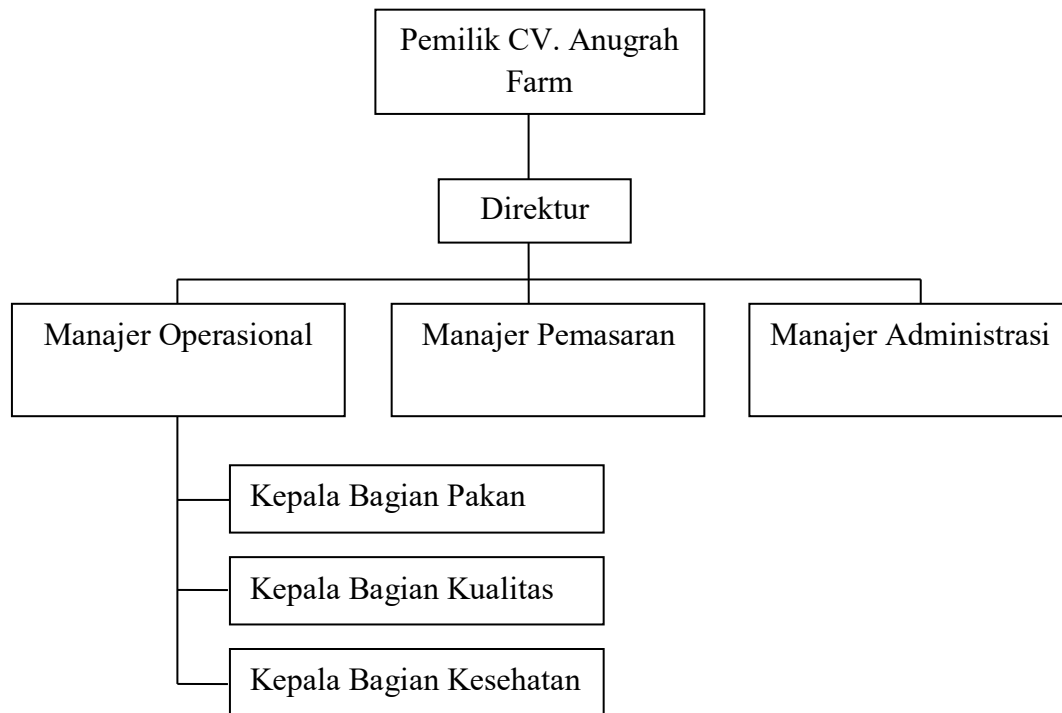 Pemilik CV. Anugrah
Farm
Direktur
Manajer Operasional
Manajer Pemasaran
Manajer Administrasi
Kepala Bagian Pakan
Kepala Bagian Kualitas
Kepala Bagian Kesehatan